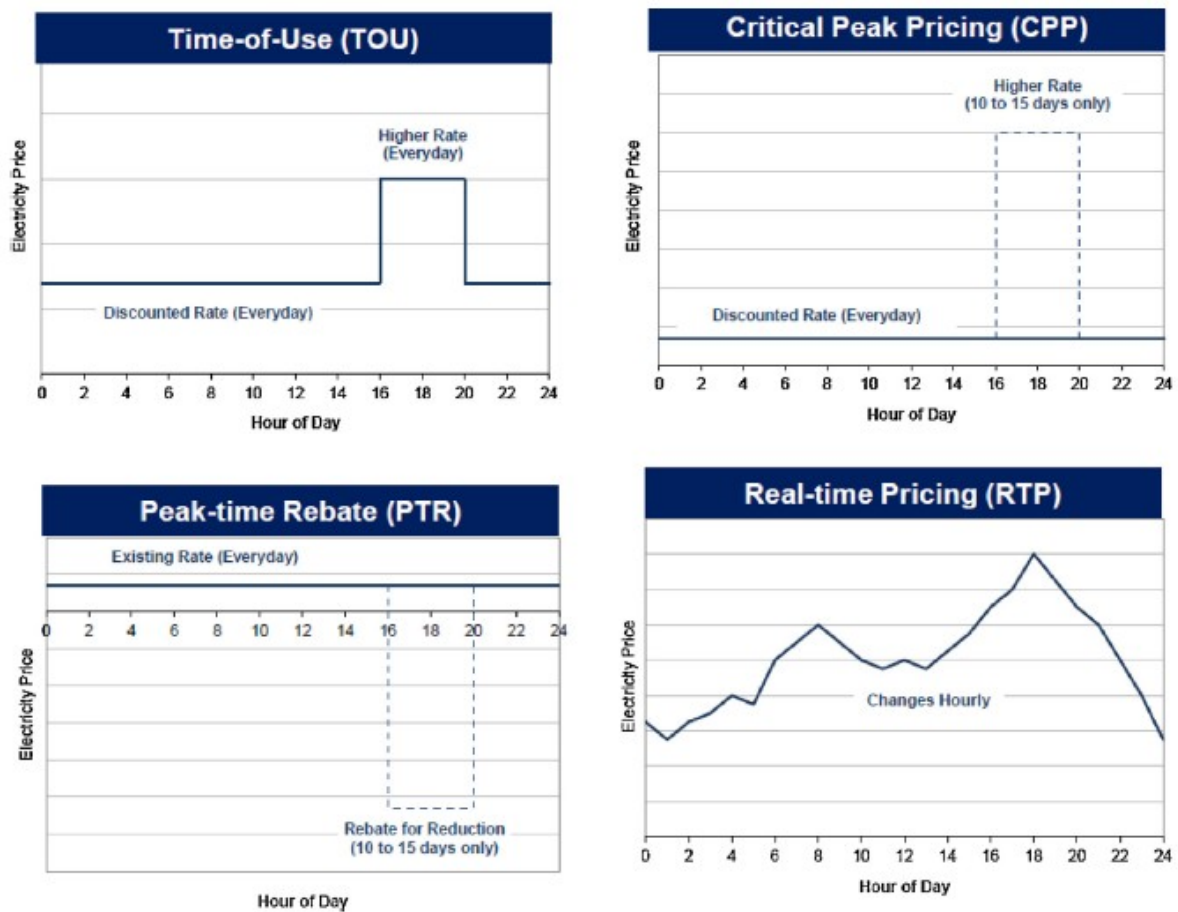 Time-of-Use (TOU)
Electricity Price
Higher Rate
(Everyday)
Discounted Rate (Everyday)
0 2 4 6 8 10 12 14 16 18 20 22 24
Hour of Day
Critical Peak Pricing (CPP)
Electricity Price
Higher Rate
(10 to 15 days only)
Discounted Rate (Everyday)
0 2 4 6 8 10 12 14 16 18 20 22 24
Hour of Day
Peak-time Rebate (PTR)
Existing Rate (Everyday)
0 2 4 6 8 10 12 14 16 18 20 22 24
Electricity Price
Rebate for Reduction
(10 to 15 days only)
Hour of Day
Real-time Pricing (RTP)
Electricity Price
Changes Hourly
0 2 4 6 8 10 12 14 16 18 20 22 24
Hour of Day